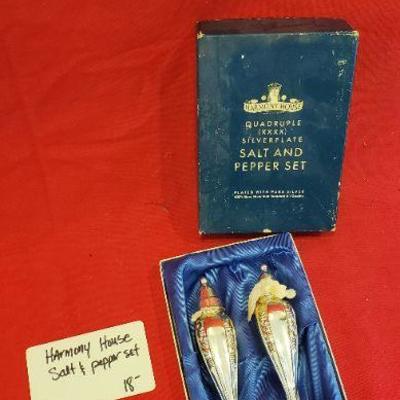 HARMONY HOUSE
QUADRUPLE
(XXXX)
SILVERPLATE
SALT AND
PEPPER SET
PLATED WITH PURE SILVER
HArmony House
Salt & pepper set
18-